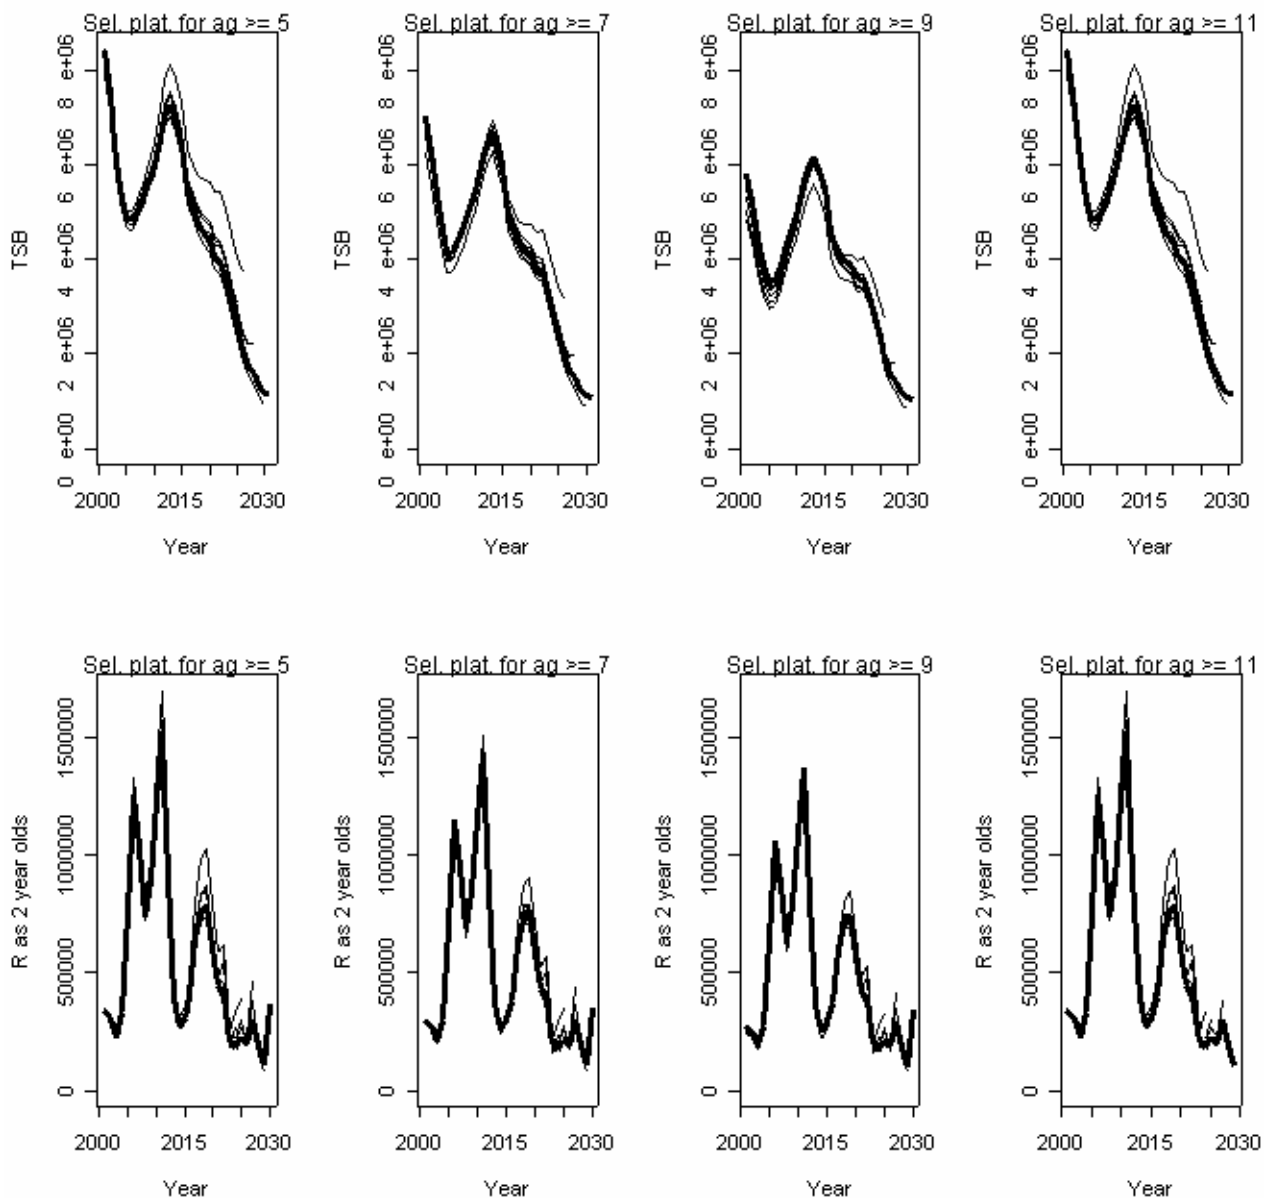 Sel. plat. for ag >= 5
Sel. plat. for ag >= 7
Sel. plat. for ag >= 9
Sel. plat. for ag >= 11
TSB
0 e+00 2 e+06 4 e+06 6 e+06 8 e+06
2000 2015 2030
Year
TSB
0 e+00 2 e+06 4 e+06 6 e+06 8 e+06
2000 2015 2030
Year
TSB
0 e+00 2 e+06 4 e+06 6 e+06 8 e+06
2000 2015 2030
Year
TSB
0 e+00 2 e+06 4 e+06 6 e+06 8 e+06
2000 2015 2030
Year
Sel. plat. for ag >= 5
Sel. plat. for ag >= 7
Sel. plat. for ag >= 9
Sel. plat. for ag >= 11
R as 2 year olds
0 500000 1000000 1500000
2000 2015 2030
Year
R as 2 year olds
0 500000 1000000 1500000
2000 2015 2030
Year
R as 2 year olds
0 500000 1000000 1500000
2000 2015 2030
Year
R as 2 year olds
0 500000 1000000 1500000
2000 2015 2030
Year